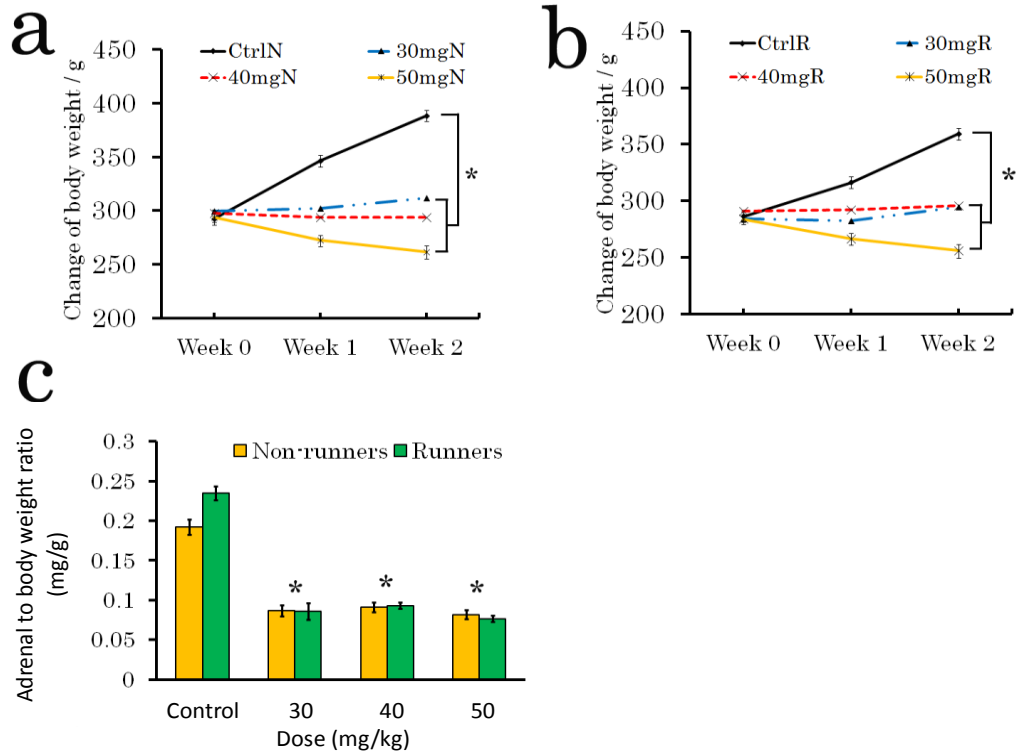 a
Change of body weight / g
450
400
350
300
250
200
CtrlN
30mgN
40mgN
50mgN
*
Week 0 Week 1 Week 2
b
Change of body weight / g
450
400
350
300
250
200
CtrlR
30mgR
40mgR
50mgR
*
Week 0 Week 1 Week 2
c
Adrenal to body weight ratio
(mg/g)
0.3
0.25
0.2
0.15
0.1
0.05
0
Non-runners Runners
* * *
Control 30 40 50
Dose (mg/kg)